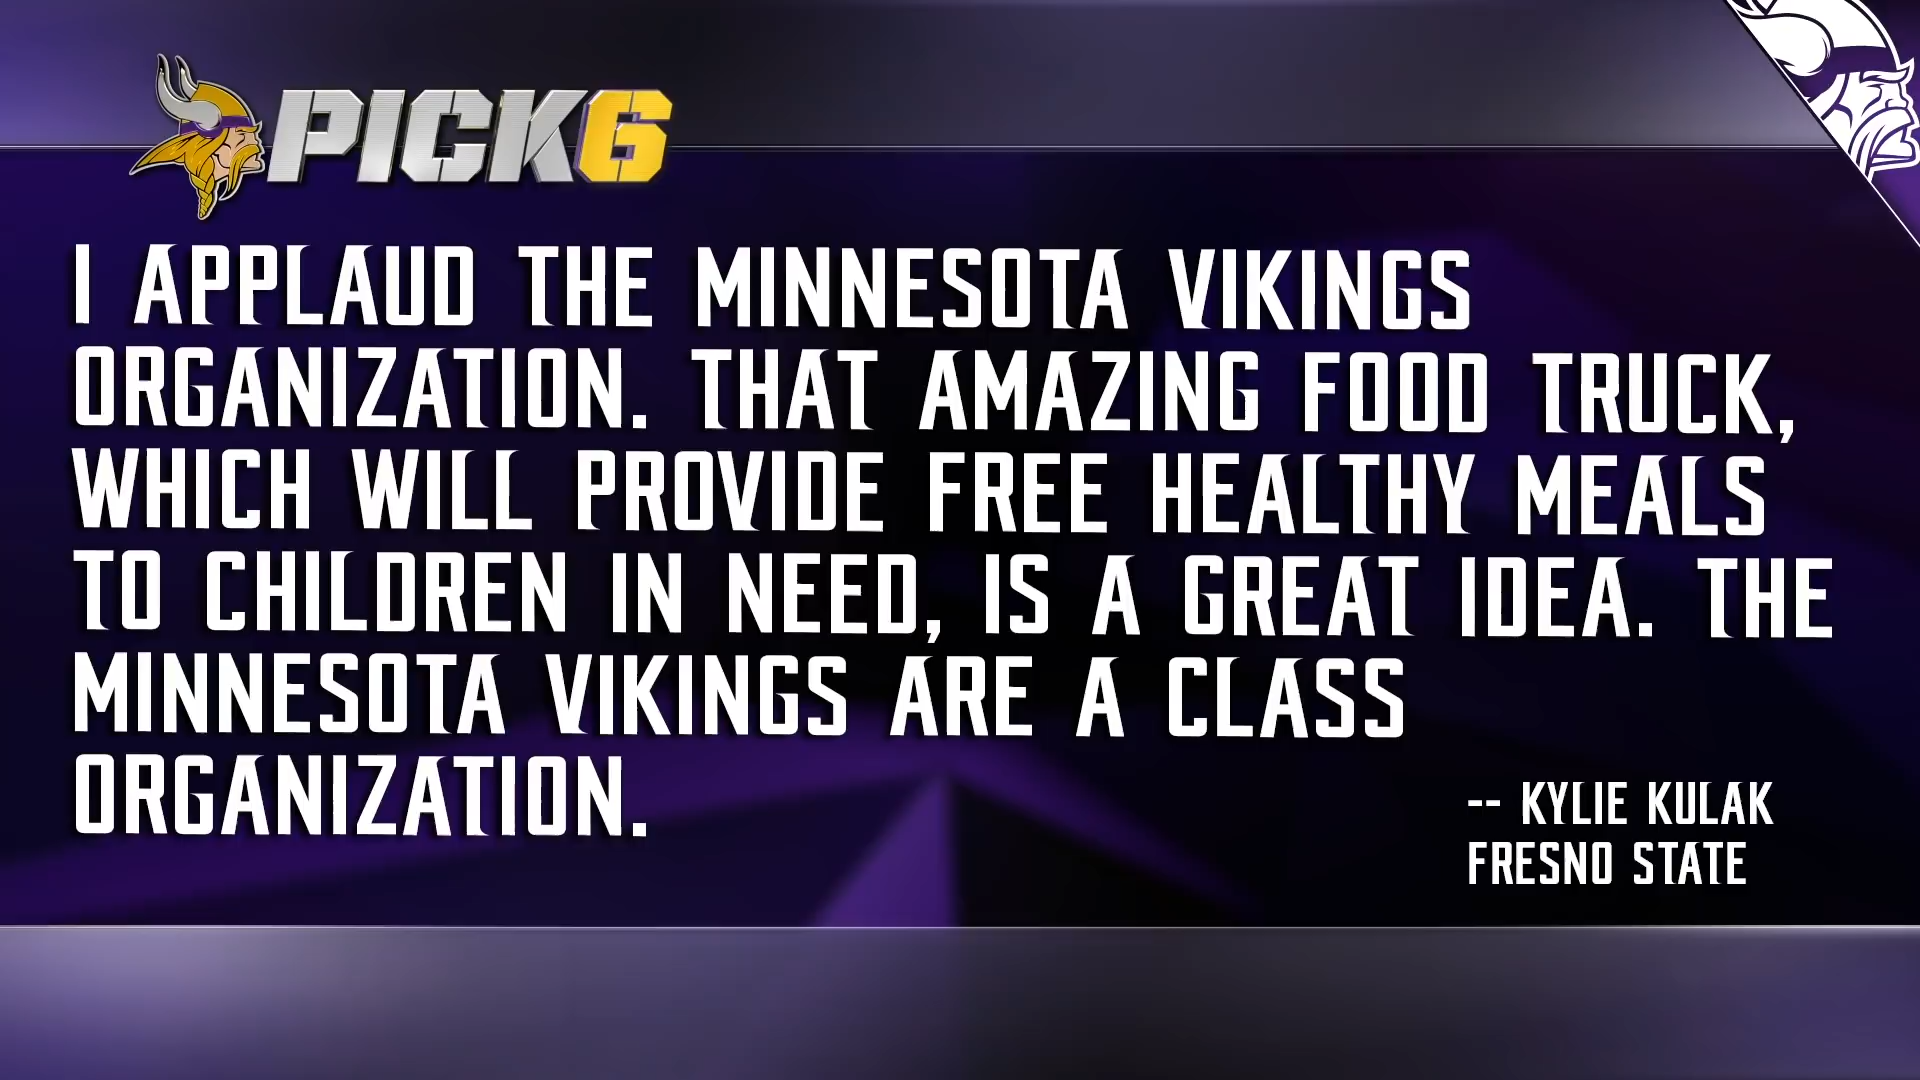 PICK6
I APPLAUD THE MINNESOTA VIKINGS
ORGANIZATION. THAT AMAZING FOOD TRUCK,
WHICH WILL PROVIDE FREE HEALTHY MEALS
TO CHILDREN IN NEED, IS A GREAT IDEA. THE
MINNESOTA VIKINGS ARE A CLASS
ORGANIZATION.
-- KYLIE KULAK
FRESNO STATE